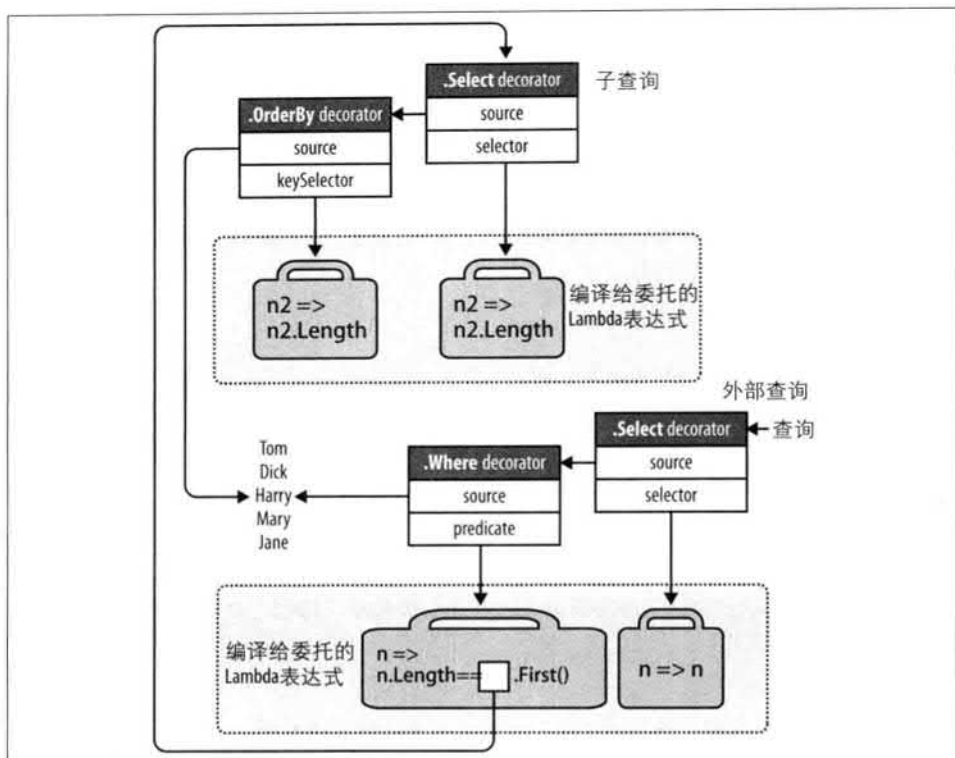 .Select decorator
子查询
source
selector
.OrderBy decorator
source
keySelector
n2 =>
n2.Length
n2 =>
n2.Length
编译给委托的
Lambda表达式
外部查询
查询
.Select decorator
source
selector
.Where decorator
source
predicate
Tom
Dick
Harry
Mary
Jane
编译给委托的
Lambda表达式
n =>
n.Length== .First()
n => n